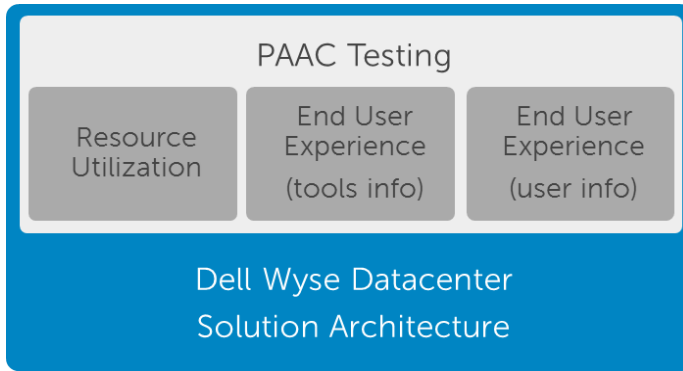 PAAC Testing
Resource
Utilization
End User
Experience
(tools info)
End User
Experience
(user info)
Dell Wyse Datacenter
Solution Architecture